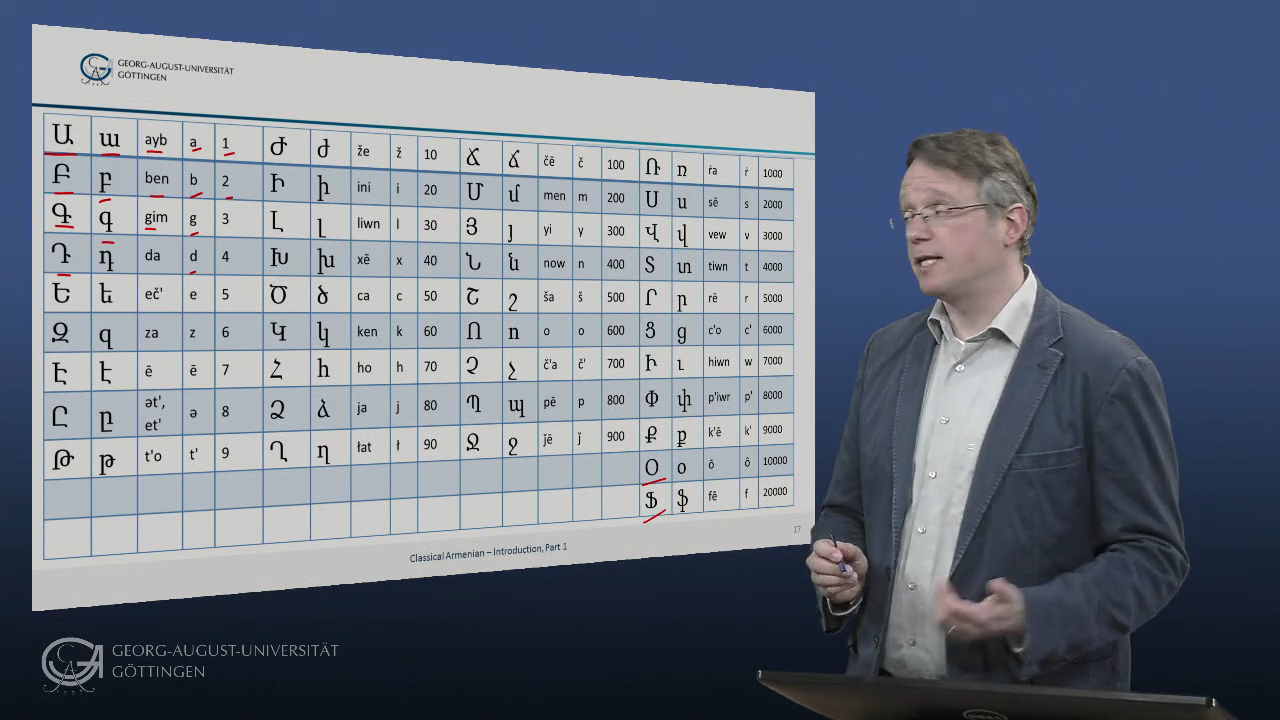 GEORG-AUGUST-UNIVERSITÄT
GÖTTINGEN
Ա ա ayb a 1 Ժ ժ že ž 10 Ճ ճ čē č 100 Ռ ռ ṙa ṙ 1000
Բ բ ben b 2 Ի ի ini i 20 Մ մ men m 200 Ս ս sē s 2000
Գ գ gim g 3 Լ լ liwn l 30 Յ յ yi y 300 Վ վ vew v 3000
Դ դ da d 4 Խ խ xē x 40 Ն ն now n 400 Տ տ tiwn t 4000
Ե ե eč' e 5 Ծ ծ ca c 50 Շ շ ša š 500 Ր ր rē r 5000
Զ զ za z 6 Կ կ ken k 60 Ո ո o o 600 Ց ց c'o c' 6000
Է է ē ē 7 Հ հ ho h 70 Չ չ č'a č' 700 Ւ ւ hiwn w 7000
Ը ը ət', et' ə 8 Ձ ձ ja j 80 Պ պ pē p 800 Փ փ p'iwr p' 8000
Թ թ t'o t' 9 Ղ ղ łat ł 90 Ջ ջ ǰē ǰ 900 Ք ք k'ē k' 9000
Օ օ ō ô 10000
Ֆ ֆ fē f 20000
Classical Armenian – Introduction, Part 1
17
GEORG-AUGUST-UNIVERSITÄT
GÖTTINGEN
DELL